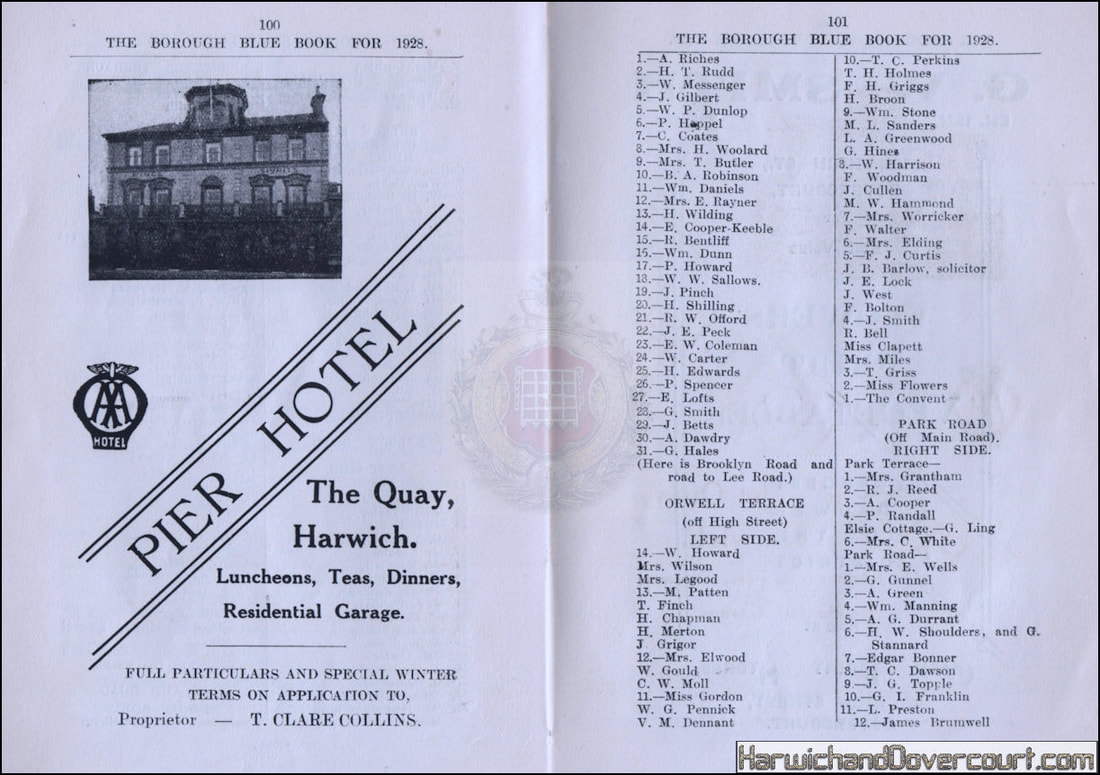 100
THE BOROUGH BLUE BOOK FOR 1928.
AA
HOTEL
PIER HOTEL
The Quay,
Harwich.
Luncheons, Teas, Dinners,
Residential Garage.
FULL PARTICULARS AND SPECIAL WINTER
TERMS ON APPLICATION TO,
Proprietor — T. CLARE COLLINS.
101
THE BOROUGH BLUE BOOK FOR 1928.
1.—A. Riches
2.—H. T. Rudd
3.—W. Messenger
4.—J. Gilbert
5.—W. P. Dunlop
6.—P. Happel
7.—C. Coates
8.—Mrs. H. Woolard
9.—Mrs. T. Butler
10.—B. A. Robinson
11.—Wm. Daniels
12.—Mrs. E. Rayner
13.—H. Wilding
14.—E. Cooper-Keeble
15.—R. Bentliff
16.—Wm. Dunn
17.—P. Howard
18.—W. W. Sallows.
19.—J. Pinch
20.—H. Shilling
21.—R. W. Offord
22.—J. E. Peck
23.—E. W. Coleman
24.—W. Carter
25.—H. Edwards
26.—P. Spencer
27.—E. Lofts
28.—G. Smith
29.—J. Betts
30.—A. Dawdry
31.—G. Hales
(Here is Brooklyn Road and
road to Lee Road.)
ORWELL TERRACE
(off High Street)
LEFT SIDE.
14.—W. Howard
Mrs. Wilson
Mrs. Legood
13.—M. Patten
T. Finch
H. Chapman
H. Merton
J. Grigor
12.—Mrs. Elwood
W. Gould
C. W. Moll
11.—Miss Gordon
W. G. Pennick
V. M. Dennant
10.—T. C. Perkins
T. H. Holmes
F. H. Griggs
H. Broon
9.—Wm. Stone
M. L. Sanders
L. A. Greenwood
G. Hines
8.—W. Harrison
F. Woodman
J. Cullen
M. W. Hammond
7.—Mrs. Worricker
F. Walter
6.—Mrs. Elding
5.—F. J. Curtis
J. B. Barlow, solicitor
J. E. Lock
J. West
F. Bolton
4.—J. Smith
R. Bell
Miss Clapett
Mrs. Miles
3.—T. Griss
2.—Miss Flowers
1.—The Convent
PARK ROAD
(Off Main Road).
RIGHT SIDE.
Park Terrace—
1.—Mrs. Grantham
2.—R. J. Reed
3.—A. Cooper
4.—P. Randall
Elsie Cottage.—G. Ling
6.—Mrs. C. White
Park Road—
1.—Mrs. E. Wells
2.—G. Gunnel
3.—A. Green
4.—Wm. Manning
5.—A. G. Durrant
6.—H. W. Shoulders, and G.
Stannard
7.—Edgar Bonner
8.—T. C. Dawson
9.—J. G. Topple
10.—G. I. Franklin
11.—L. Preston
12.—James Brumwell
HarwichandDovercourt.com